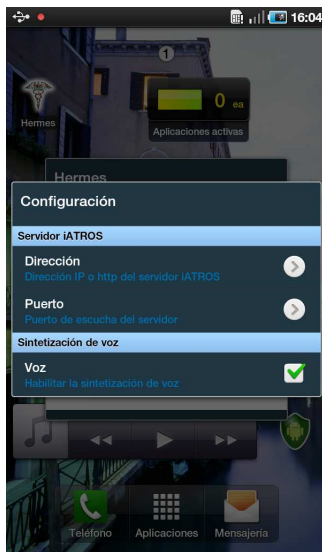 16:04
1
Hermes
0 ea
Aplicaciones activas
Hermes
Configuración
Servidor iATROS
Dirección
Dirección IP o http del servidor iATROS
Puerto
Puerto de escucha del servidor
Sintetización de voz
Voz
Habilitar la sintetización de voz
Teléfono
Aplicaciones
Mensajería